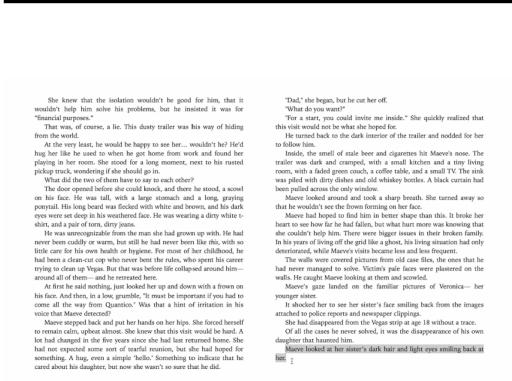 She knew that the isolation wouldn't be good for him, that it
wouldn't help him solve his problems, but he insisted it was for
"financial purposes."
That was, of course, a lie. This dusty trailer was his way of hiding
from the world.
At the very least, he would be happy to see her... wouldn't he? He'd
hug her like he used to when he got home from work and found her
playing in her room. She stood for a long moment, next to his rusted
pickup truck, wondering if she should go in.
What did the two of them have to say to each other?
The door opened before she could knock, and there he stood, a scowl
on his face. He was tall, with a large stomach and a long, graying
ponytail. His long beard was flecked with white and brown, and his dark
eyes were set deep in his weathered face. He was wearing a dirty white t-
shirt, and a pair of torn, dirty jeans.
He was unrecognizable from the man she had grown up with. He had
never been cuddly or warm, but still he had never been like this, with so
little care for his own health or hygiene. For most of her childhood, he
had been a clean-cut cop who never bent the rules, who spent his career
trying to clean up Vegas. But that was before life collapsed around him—
around all of them— and he retreated here.
At first he said nothing, just looked her up and down with a frown on
his face. And then, in a low, grumble, "It must be important if you had to
come all the way from Quantico." Was that a hint of irritation in his
voice that Maeve detected?
Maeve stepped back and put her hands on her hips. She forced herself
to remain calm, upbeat almost. She knew that this visit would be hard. A
lot had changed in the five years since she had last returned home. She
had not expected some sort of tearful reunion, but she had hoped for
something. A hug, even a simple 'hello.' Something to indicate that he
cared about his daughter, but now she wasn't so sure that he did.
"Dad," she began, but he cut her off.
"What do you want?"
"For a start, you could invite me inside." She quickly realized that
this visit would not be what she hoped for.
He turned back to the dark interior of the trailer and nodded for her
to follow him.
Inside, the smell of stale beer and cigarettes hit Maeve's nose. The
trailer was dark and cramped, with a small kitchen and a tiny living
room, with a faded green couch, a coffee table, and a small TV. The sink
was piled with dirty dishes and old whiskey bottles. A black curtain had
been pulled across the only window.
Maeve looked around and took a sharp breath. She turned away so
that he wouldn't see the frown forming on her face.
Maeve had hoped to find him in better shape than this. It broke her
heart to see how far he had fallen, but what hurt more was knowing that
she couldn't help him. There were bigger issues in their broken family.
In his years of living off the grid like a ghost, his living situation had only
deteriorated, while Maeve's visits became less and less frequent.
The walls were covered pictures from old case files, the ones that he
had never managed to solve. Victim's pale faces were plastered on the
walls. He caught Maeve looking at them and scowled.
Maeve's gaze landed on the familiar pictures of Veronica— her
younger sister.
It shocked her to see her sister's face smiling back from the images
attached to police reports and newspaper clippings.
She had disappeared from the Vegas strip at age 18 without a trace.
Of all the cases he never solved, it was the disappearance of his own
daughter that haunted him.
Maeve looked at her sister's dark hair and light eyes smiling back at
her.